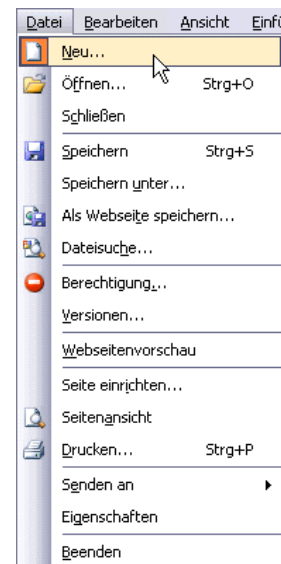 Datei Bearbeiten Ansicht Einfü
Neu...
Öffnen... Strg+O
Schließen
Speichern Strg+S
Speichern unter...
Als Webseite speichern...
Dateisuche...
Berechtigung...
Versionen...
Webseitenvorschau
Seite einrichten...
Seitenansicht
Drucken... Strg+P
Senden an
Eigenschaften
Beenden